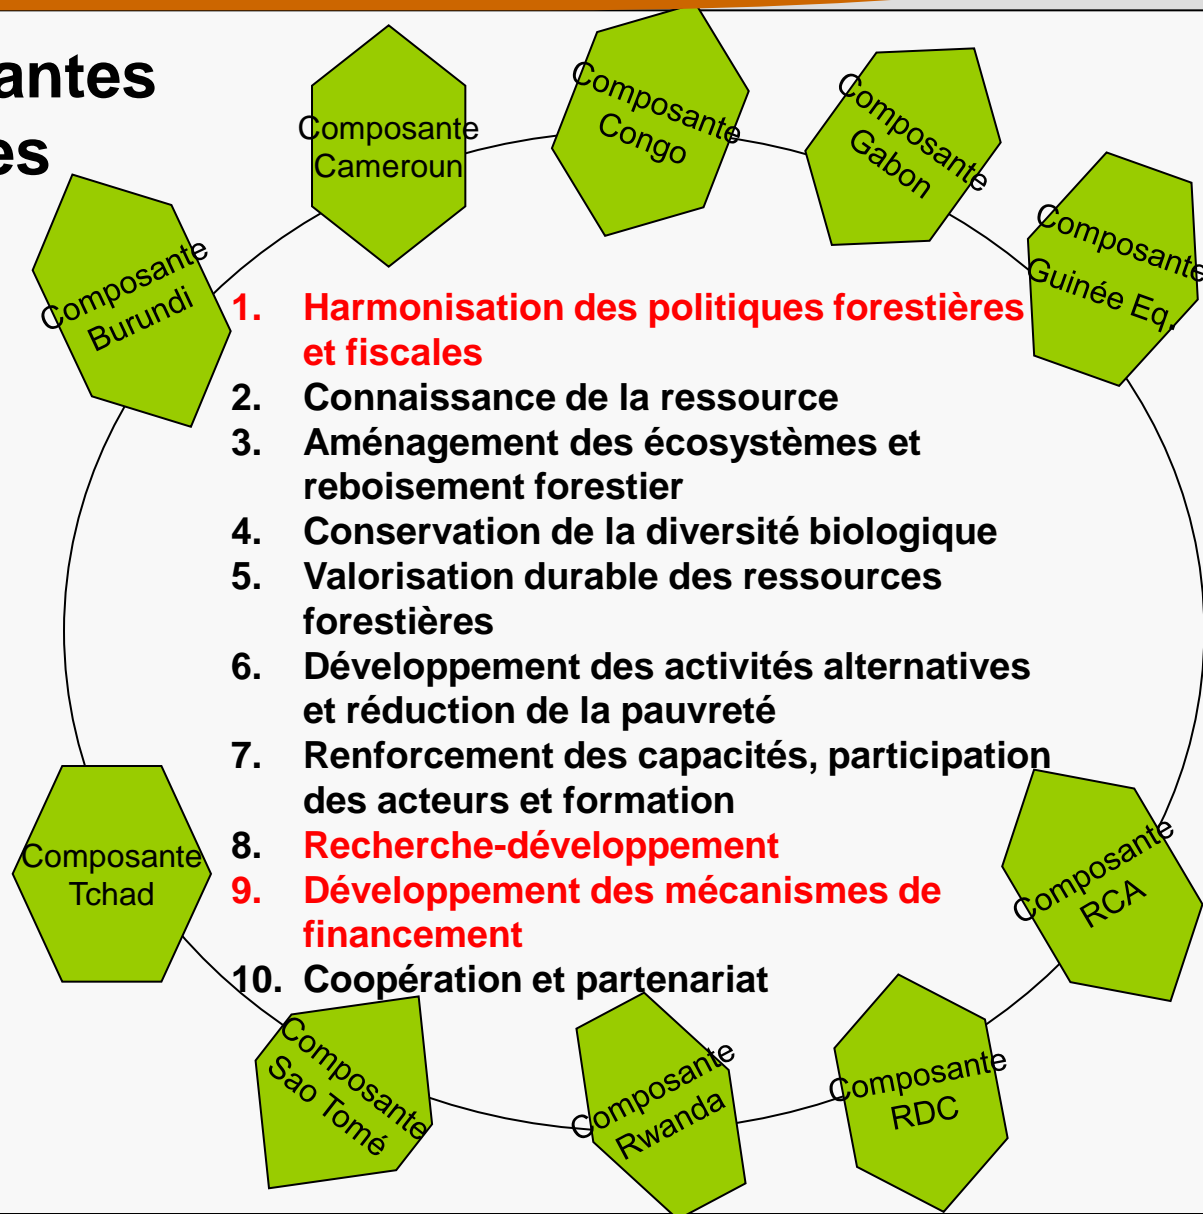 antes
es
Composante
Cameroun
Composante
Congo
Composante
Gabon
Composante
Guinée Eq.
Composante
Burundi
1. Harmonisation des politiques forestières
et fiscales
2. Connaissance de la ressource
3. Aménagement des écosystèmes et
reboisement forestier
4. Conservation de la diversité biologique
5. Valorisation durable des ressources
forestières
6. Développement des activités alternatives
et réduction de la pauvreté
7. Renforcement des capacités, participation
des acteurs et formation
8. Recherche-développement
9. Développement des mécanismes de
financement
10. Coopération et partenariat
Composante
Tchad
Composante
RCA
Composante
Sao Tomé
Composante
Rwanda
Composante
RDC